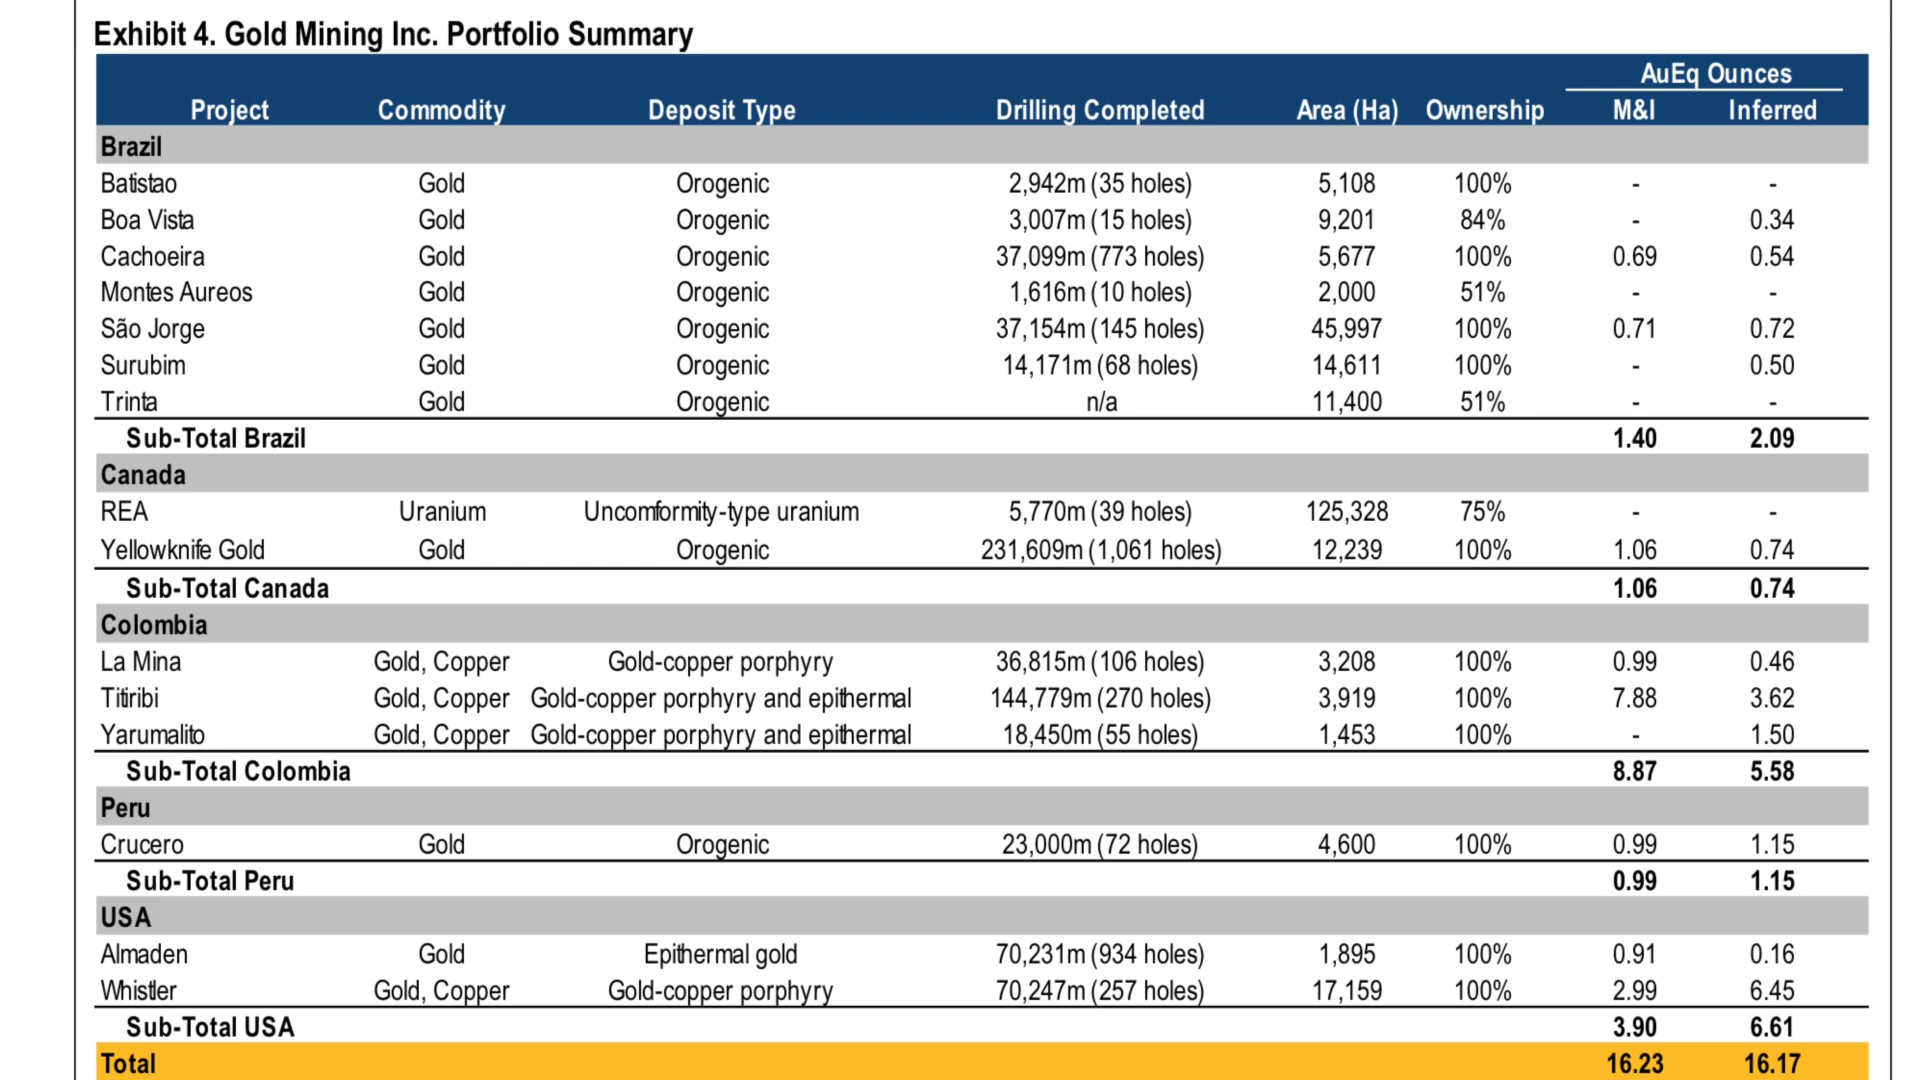 Exhibit 4. Gold Mining Inc. Portfolio Summary
AuEq Ounces
Project Commodity Deposit Type Drilling Completed Area (Ha) Ownership M&I Inferred
Brazil
Batistao Gold Orogenic 2,942m (35 holes) 5,108 100% - -
Boa Vista Gold Orogenic 3,007m (15 holes) 9,201 84% - 0.34
Cachoeira Gold Orogenic 37,099m (773 holes) 5,677 100% 0.69 0.54
Montes Aureos Gold Orogenic 1,616m (10 holes) 2,000 51% - -
São Jorge Gold Orogenic 37,154m (145 holes) 45,997 100% 0.71 0.72
Surubim Gold Orogenic 14,171m (68 holes) 14,611 100% - 0.50
Trinta Gold Orogenic n/a 11,400 51% - -
Sub-Total Brazil 1.40 2.09
Canada
REA Uranium Uncomformity-type uranium 5,770m (39 holes) 125,328 75% - -
Yellowknife Gold Gold Orogenic 231,609m (1,061 holes) 12,239 100% 1.06 0.74
Sub-Total Canada 1.06 0.74
Colombia
La Mina Gold, Copper Gold-copper porphyry 36,815m (106 holes) 3,208 100% 0.99 0.46
Titiribi Gold, Copper Gold-copper porphyry and epithermal 144,779m (270 holes) 3,919 100% 7.88 3.62
Yarumalito Gold, Copper Gold-copper porphyry and epithermal 18,450m (55 holes) 1,453 100% - 1.50
Sub-Total Colombia 8.87 5.58
Peru
Crucero Gold Orogenic 23,000m (72 holes) 4,600 100% 0.99 1.15
Sub-Total Peru 0.99 1.15
USA
Almaden Gold Epithermal gold 70,231m (934 holes) 1,895 100% 0.91 0.16
Whistler Gold, Copper Gold-copper porphyry 70,247m (257 holes) 17,159 100% 2.99 6.45
Sub-Total USA 3.90 6.61
Total 16.23 16.17